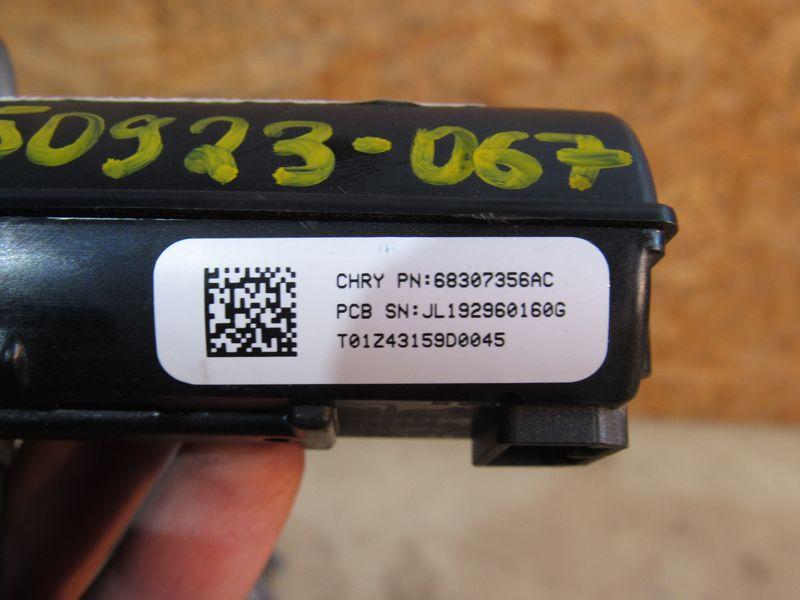 50923-067
CHRY PN:68307356AC
PCB SN:JL192960160G
T01Z43159D0045